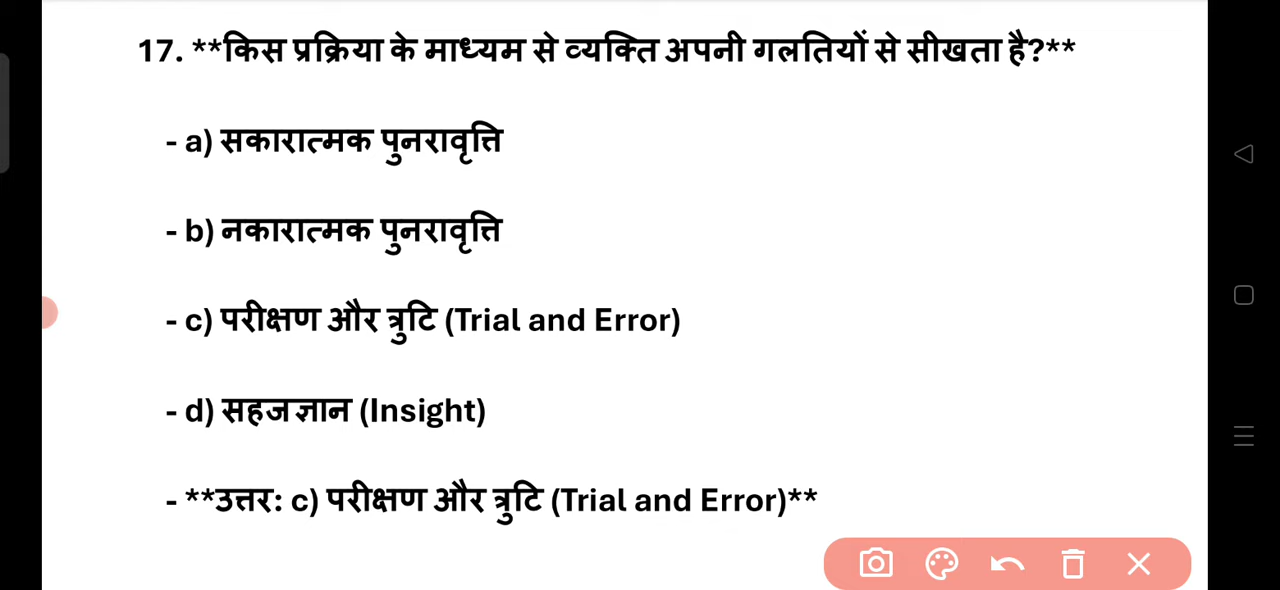 17. **किस प्रक्रिया के माध्यम से व्यक्ति अपनी गलतियों से सीखता है?**
- a) सकारात्मक पुनरावृत्ति
- b) नकारात्मक पुनरावृत्ति
- c) परीक्षण और त्रुटि (Trial and Error)
- d) सहज ज्ञान (Insight)
- **उत्तर: c) परीक्षण और त्रुटि (Trial and Error)**